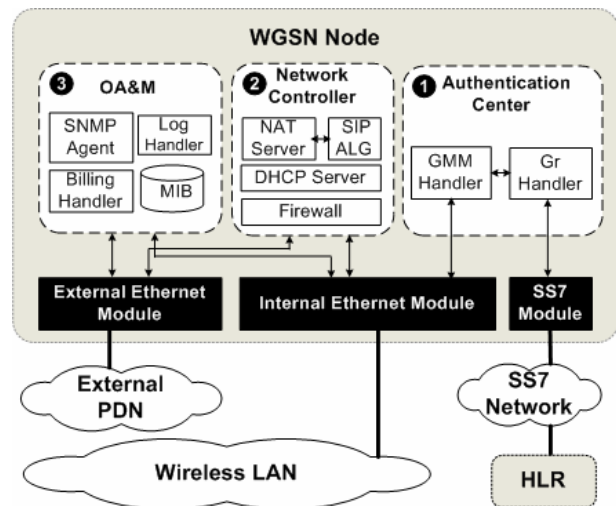 WGSN Node
3
OA&M
SNMP
Agent
Log
Handler
Billing
Handler
MIB
2
Network
Controller
NAT
Server
SIP
ALG
DHCP Server
Firewall
1
Authentication
Center
GMM
Handler
Gr
Handler
External Ethernet
Module
Internal Ethernet Module
SS7
Module
External
PDN
Wireless LAN
SS7
Network
HLR